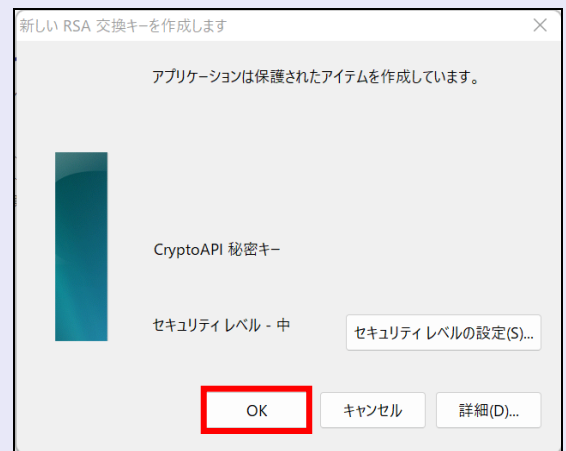 新しい RSA 交換キーを作成します
アプリケーションは保護されたアイテムを作成しています。
CryptoAPI 秘密キー
セキュリティ レベル - 中
セキュリティ レベルの設定(S)...
OK
キャンセル
詳細(D)...